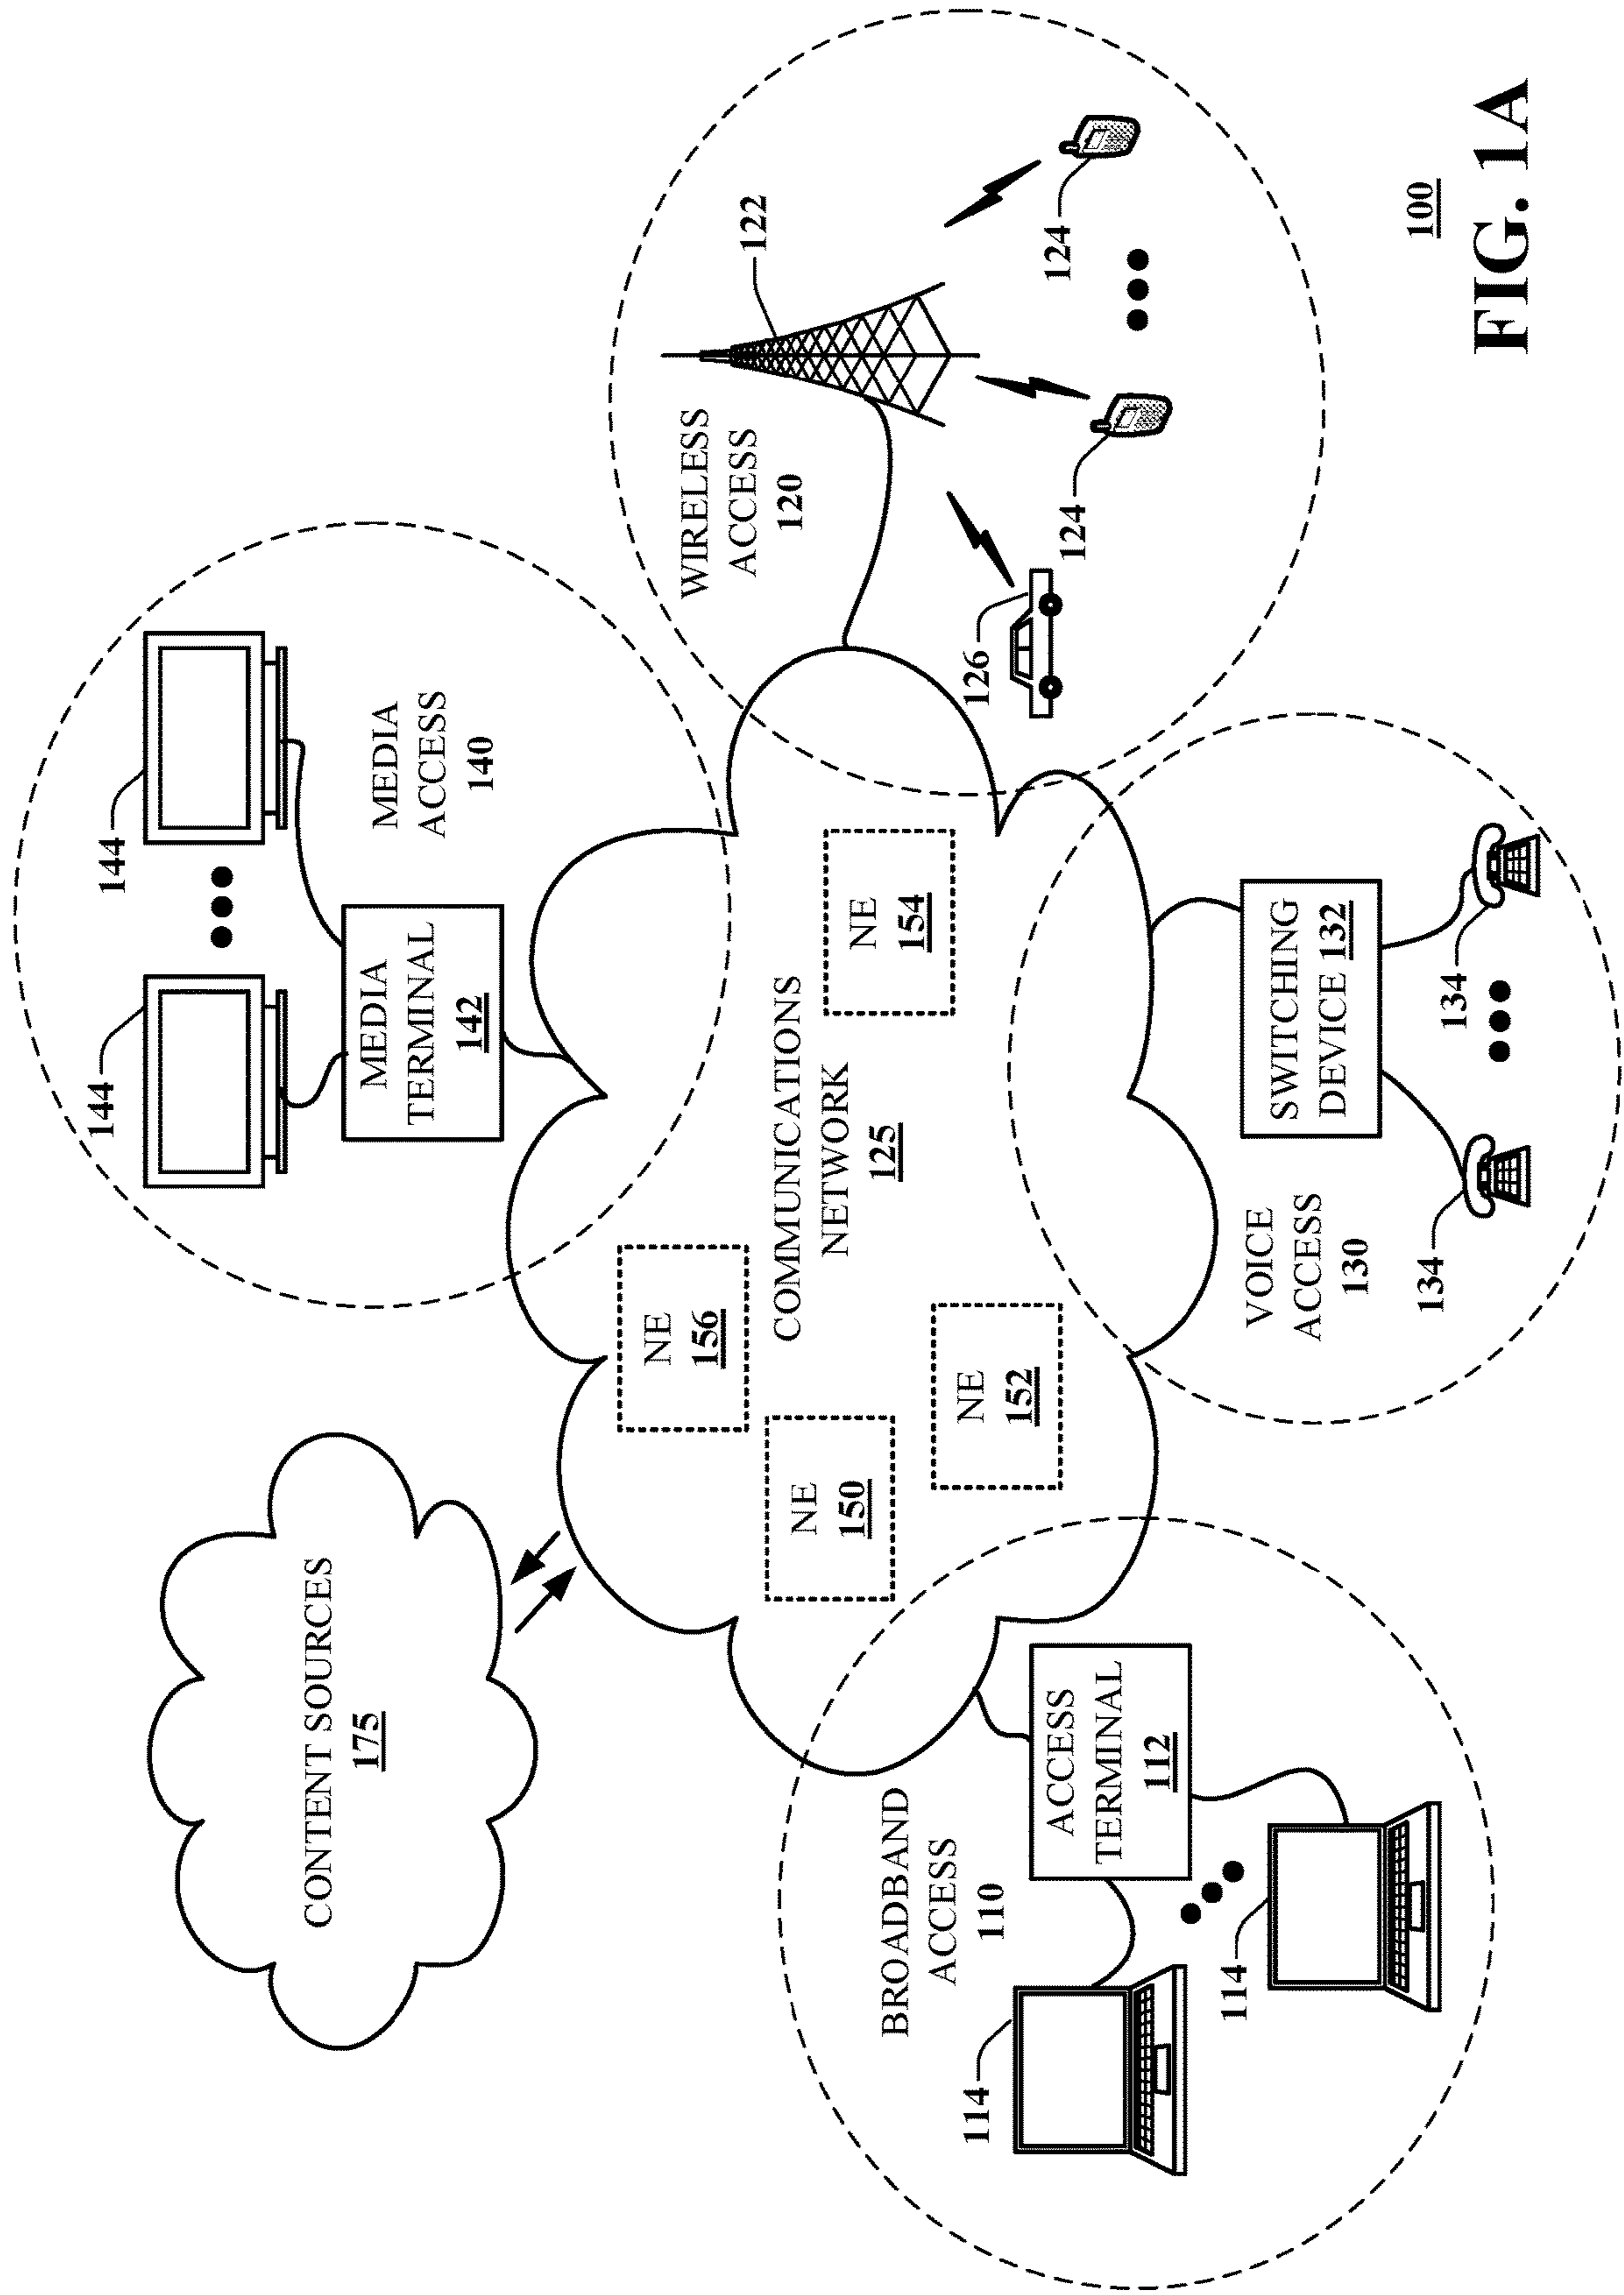 CONTENT SOURCES
175
144
144
MEDIA
TERMINAL
142
MEDIA
ACCESS
140
NE
156
NE
150
COMMUNICATIONS
NETWORK
125
NE
152
NE
154
WIRELESS
ACCESS
120
122
126
124
124
BROADBAND
ACCESS
110
ACCESS
TERMINAL
112
114
114
VOICE
ACCESS
130
SWITCHING
DEVICE 132
134
134
100
FIG. 1A